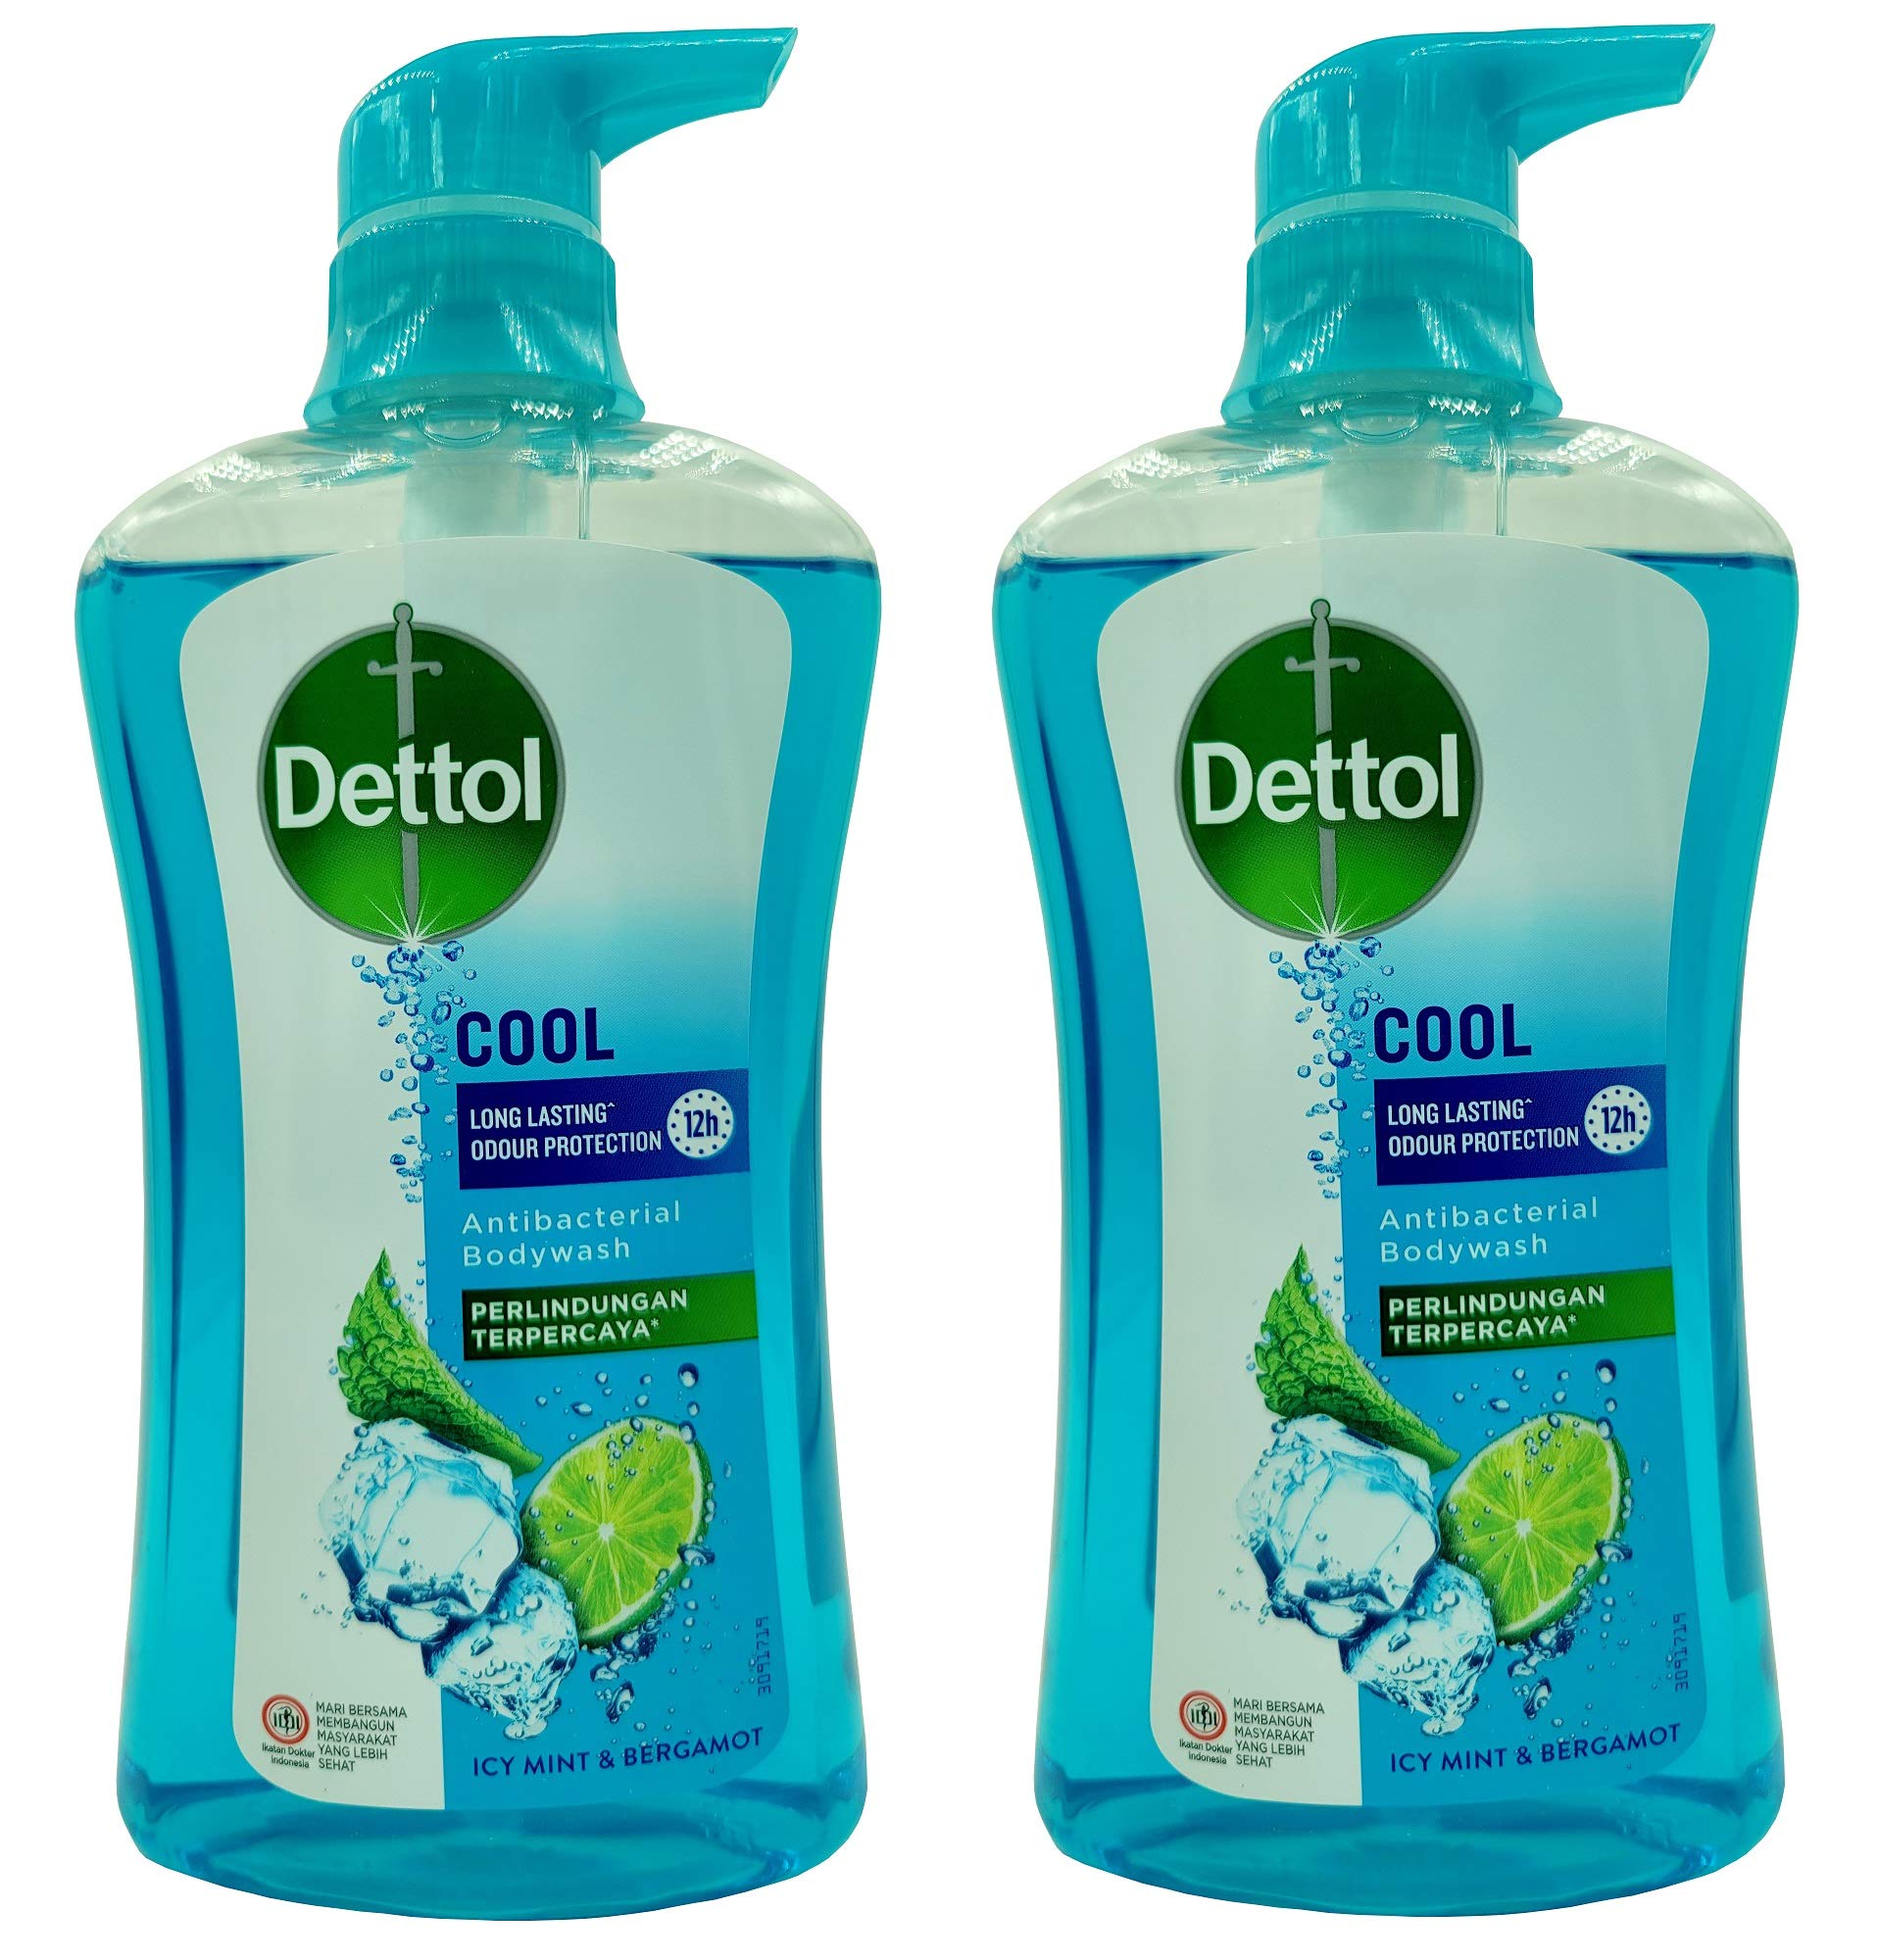 Dettol
COOL
LONG LASTING^
ODOUR PROTECTION
12h
Antibacterial
Bodywash
PERLINDUNGAN
TERPERCAYA*
3091719
Ikatan Dokter
Indonesia
MARI BERSAMA
MEMBANGUN
MASYARAKAT
YANG LEBIH
SEHAT
ICY MINT & BERGAMOT
Dettol
COOL
LONG LASTING^
ODOUR PROTECTION
12h
Antibacterial
Bodywash
PERLINDUNGAN
TERPERCAYA*
3091719
Ikatan Dokter
Indonesia
MARI BERSAMA
MEMBANGUN
MASYARAKAT
YANG LEBIH
SEHAT
ICY MINT & BERGAMOT